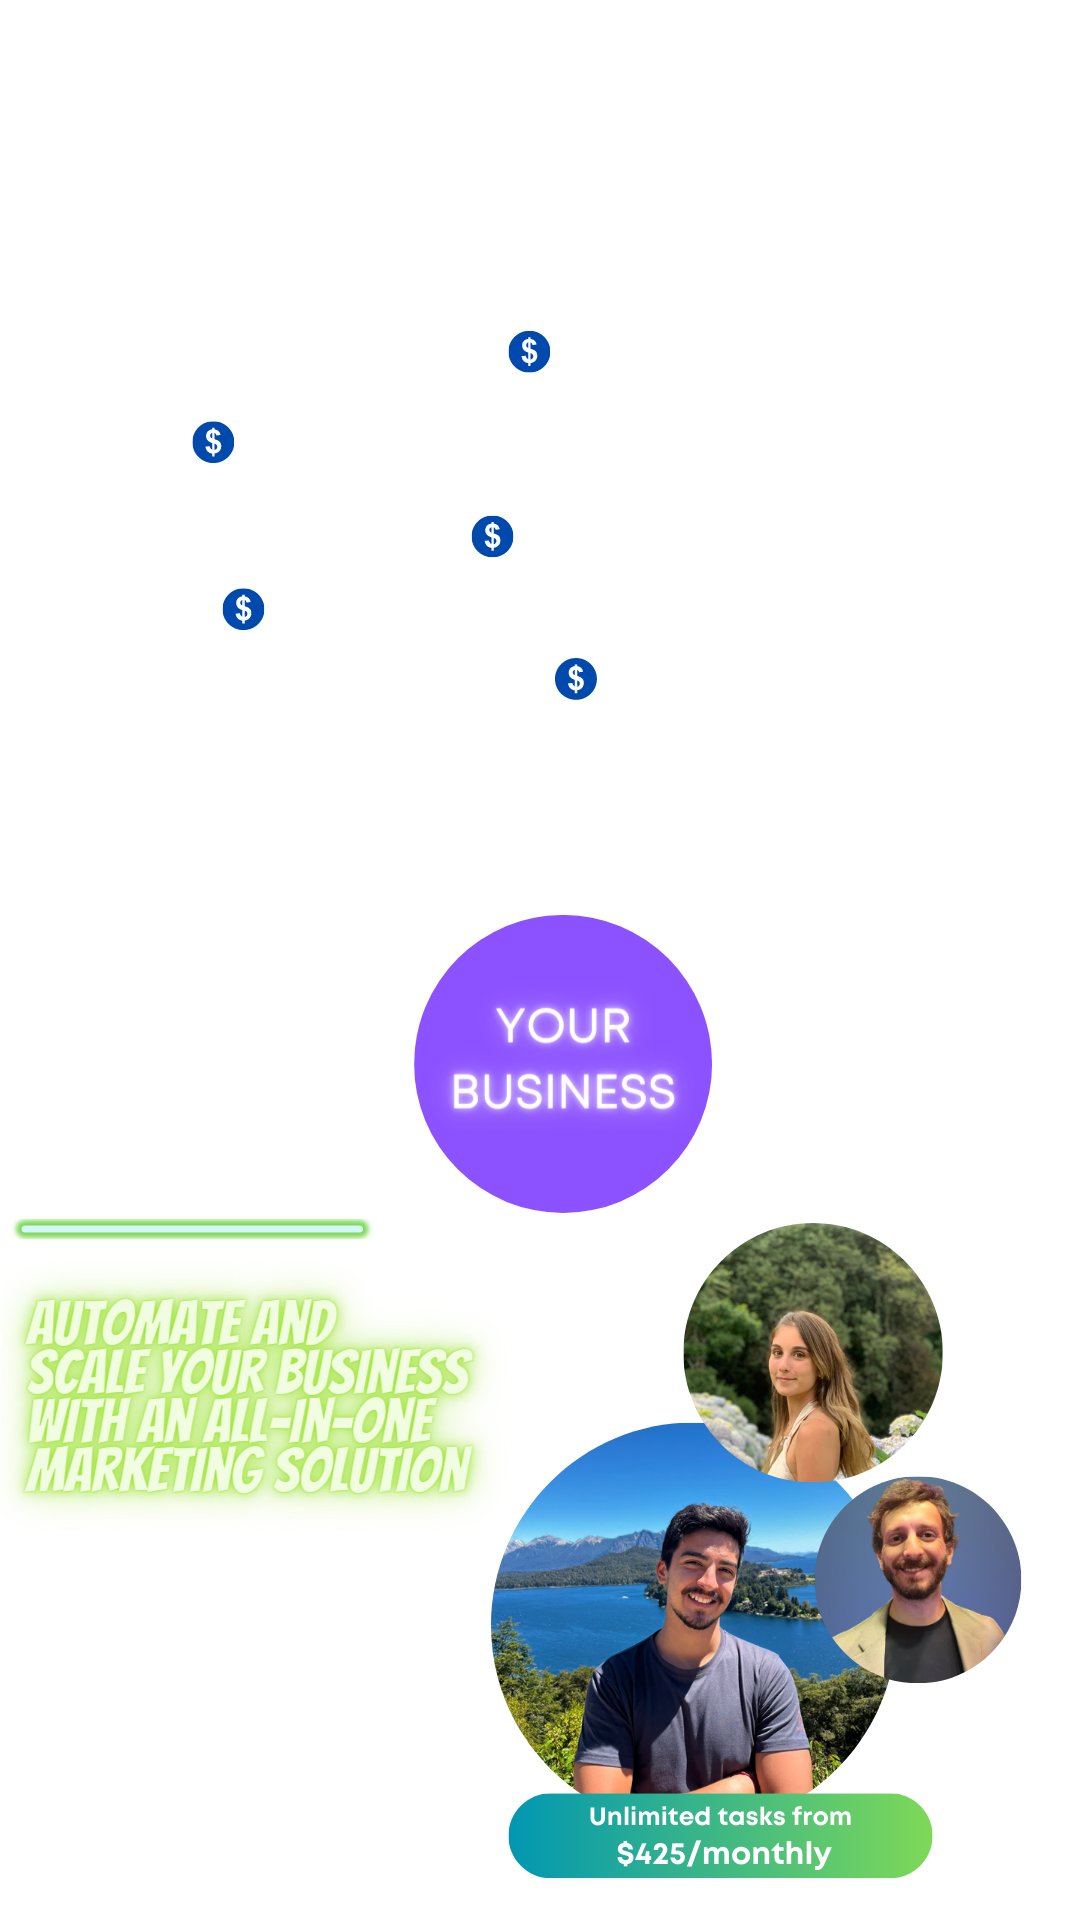 $
$
$
$
$
YOUR
BUSINESS
AUTOMATE AND
SCALE YOUR BUSINESS
WITH AN ALL-IN-ONE
MARKETING SOLUTION
Unlimited tasks from
$425/monthly